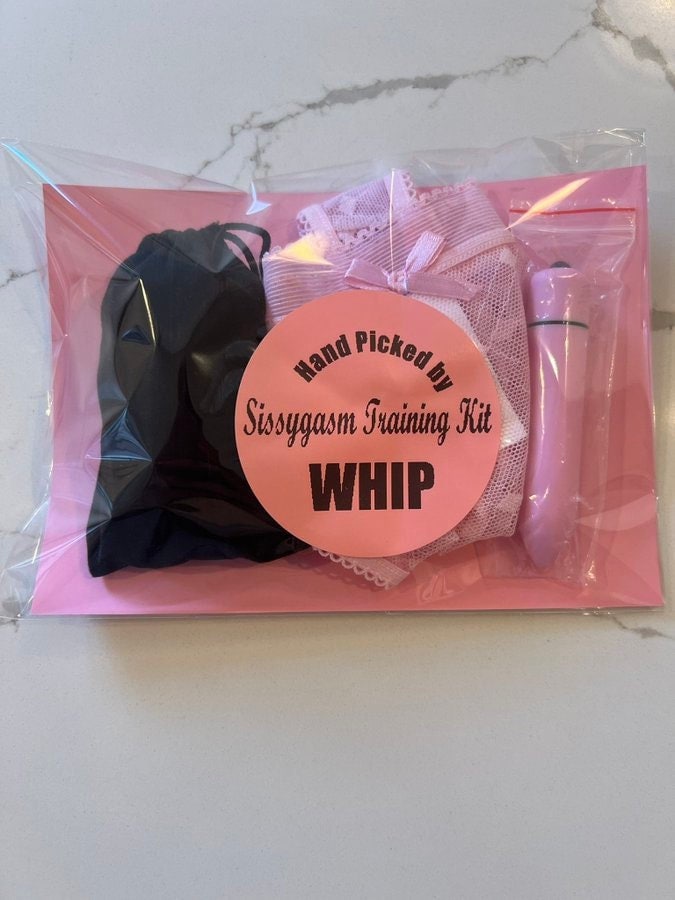 Hand Picked by
Sissygasm Training Kit
WHIP